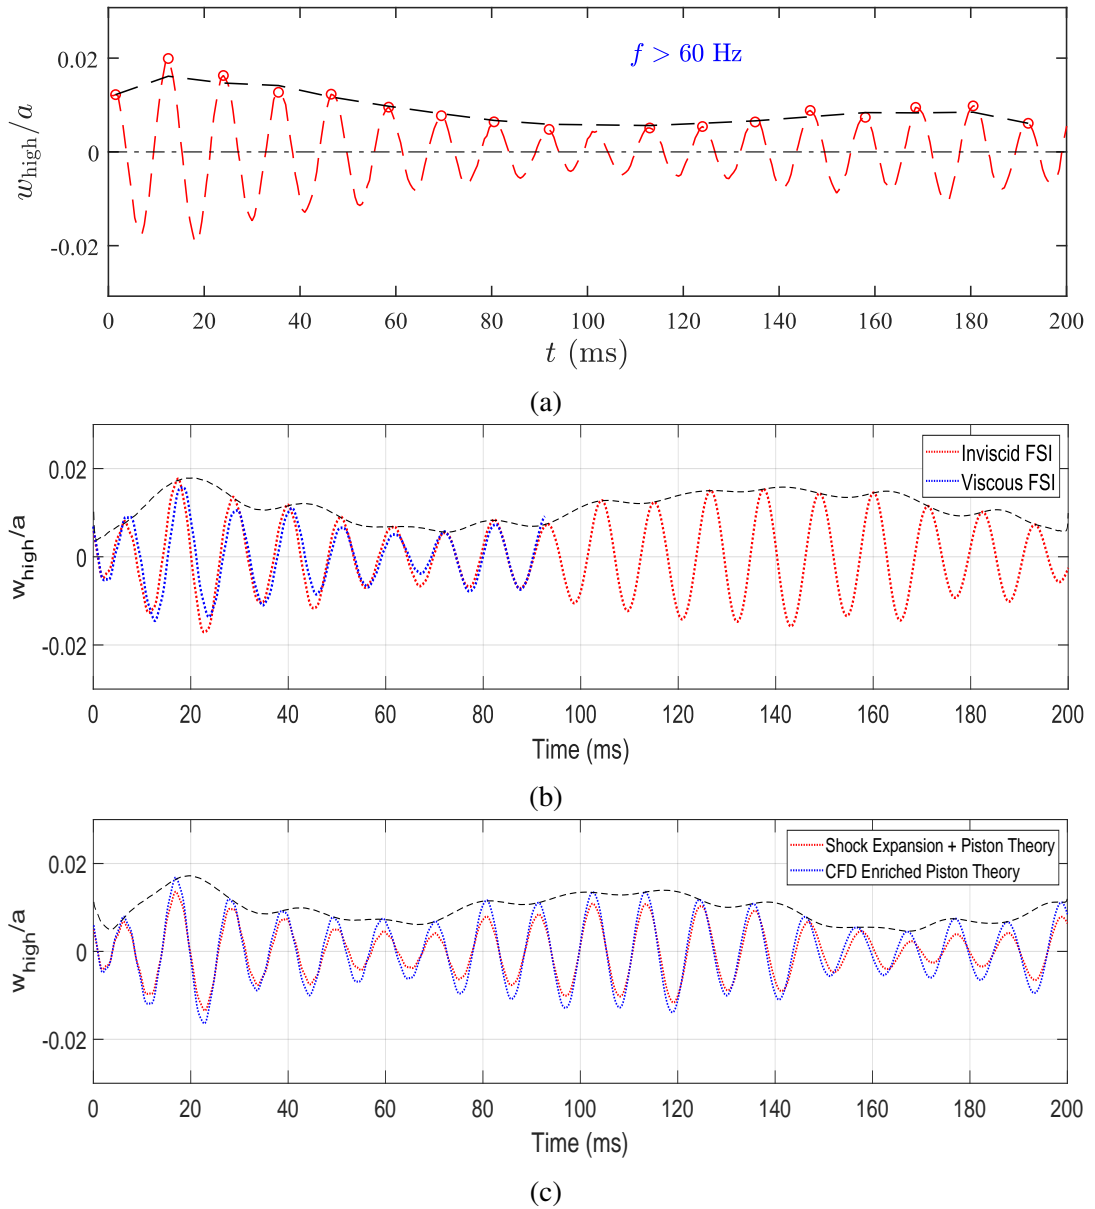 0.02
f > 60 Hz
w_high/a
0
-0.02
0 20 40 60 80 100 120 140 160 180 200
t (ms)
(a)
Inviscid FSI
Viscous FSI
0.02
w_high/a
0
-0.02
0 20 40 60 80 100 120 140 160 180 200
Time (ms)
(b)
Shock Expansion + Piston Theory
CFD Enriched Piston Theory
0.02
w_high/a
0
-0.02
0 20 40 60 80 100 120 140 160 180 200
Time (ms)
(c)